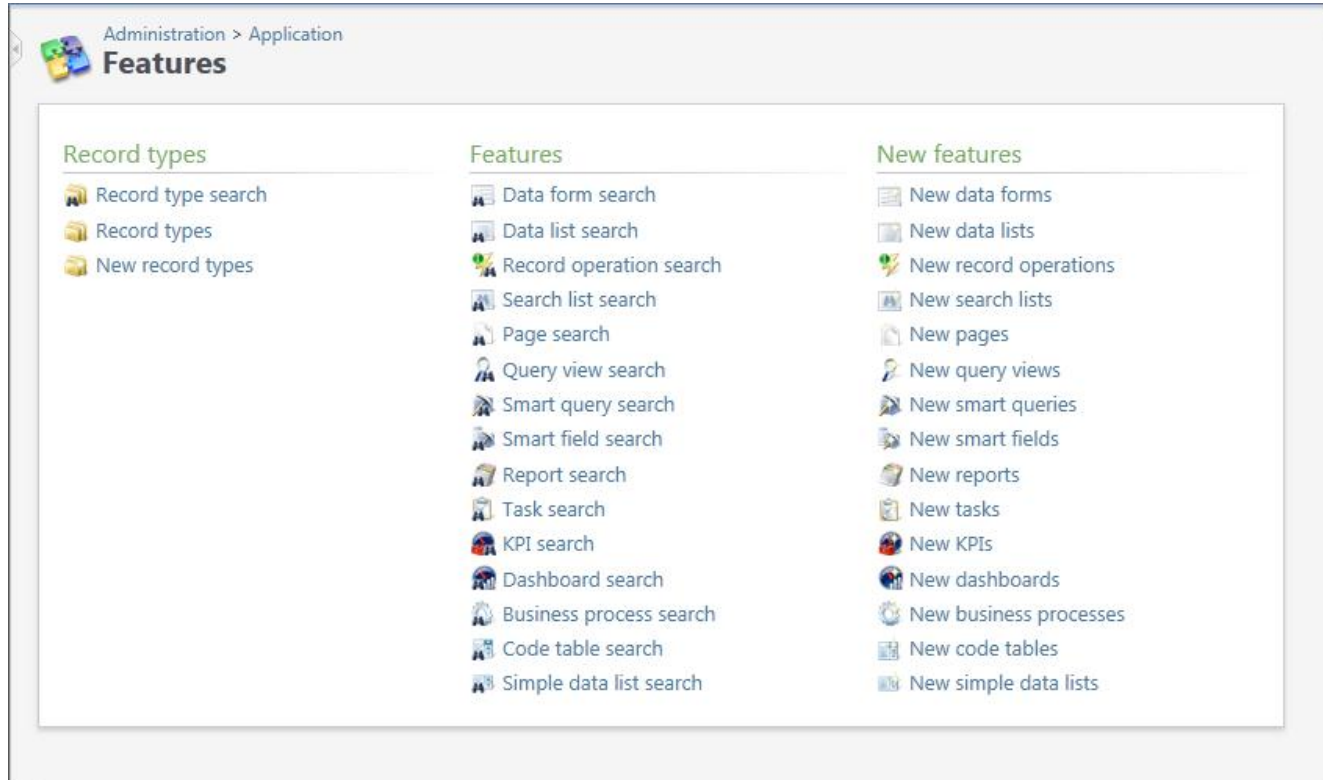 Administration > Application
Features
Record types
Record type search
Record types
New record types
Features
Data form search
Data list search
Record operation search
Search list search
Page search
Query view search
Smart query search
Smart field search
Report search
Task search
KPI search
Dashboard search
Business process search
Code table search
Simple data list search
New features
New data forms
New data lists
New record operations
New search lists
New pages
New query views
New smart queries
New smart fields
New reports
New tasks
New KPIs
New dashboards
New business processes
New code tables
New simple data lists